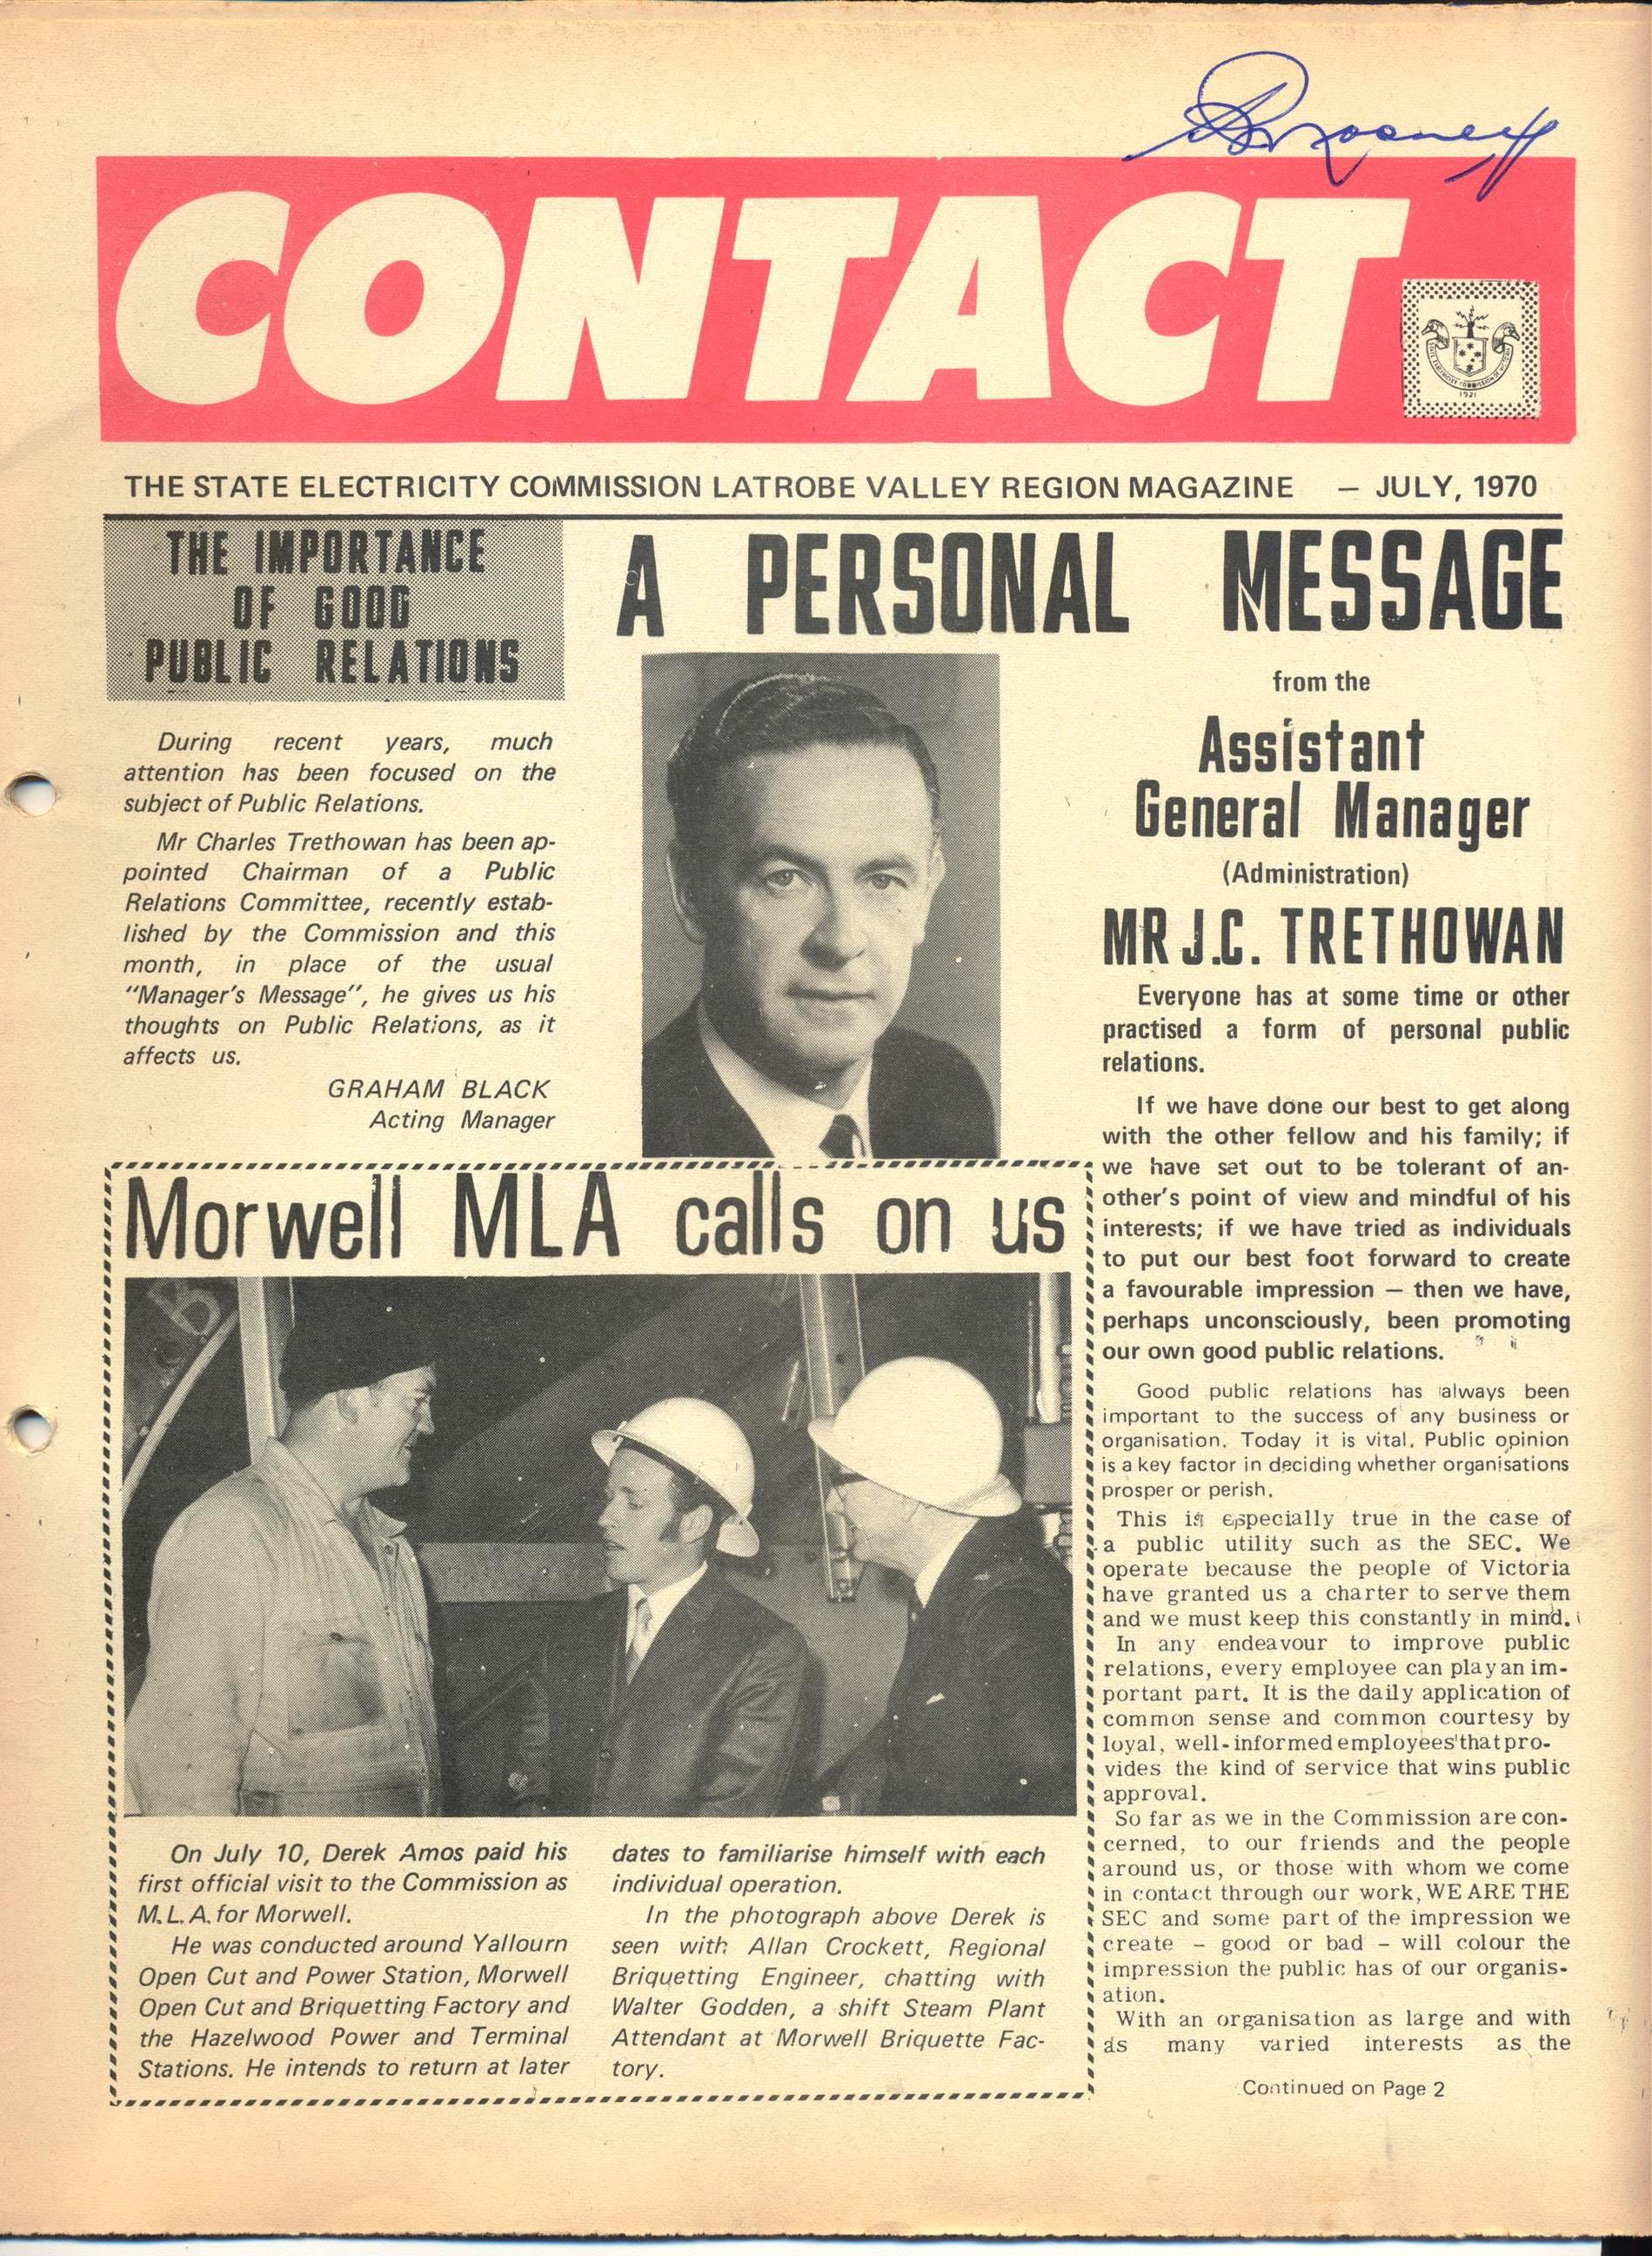 CONTACT
STATE ELECTRICITY COMMISSION OF VICTORIA
1921
THE STATE ELECTRICITY COMMISSION LATROBE VALLEY REGION MAGAZINE — JULY, 1970
THE IMPORTANCE
OF GOOD
PUBLIC RELATIONS
During recent years, much
attention has been focused on the
subject of Public Relations.
Mr Charles Trethowan has been ap-
pointed Chairman of a Public
Relations Committee, recently estab-
lished by the Commission and this
month, in place of the usual
"Manager's Message", he gives us his
thoughts on Public Relations, as it
affects us.
GRAHAM BLACK
Acting Manager
A PERSONAL MESSAGE
from the
Assistant
General Manager
(Administration)
MR J.C. TRETHOWAN
Everyone has at some time or other
practised a form of personal public
relations.
If we have done our best to get along
with the other fellow and his family; if
we have set out to be tolerant of an-
other's point of view and mindful of his
interests; if we have tried as individuals
to put our best foot forward to create
a favourable impression — then we have,
perhaps unconsciously, been promoting
our own good public relations.
Good public relations has always been
important to the success of any business or
organisation. Today it is vital. Public opinion
is a key factor in deciding whether organisations
prosper or perish.
This is especially true in the case of
a public utility such as the SEC. We
operate because the people of Victoria
have granted us a charter to serve them
and we must keep this constantly in mind.
In any endeavour to improve public
relations, every employee can play an im-
portant part. It is the daily application of
common sense and common courtesy by
loyal, well-informed employees that pro-
vides the kind of service that wins public
approval.
So far as we in the Commission are con-
cerned, to our friends and the people
around us, or those with whom we come
in contact through our work, WE ARE THE
SEC and some part of the impression we
create - good or bad - will colour the
impression the public has of our organis-
ation.
With an organisation as large and with
as many varied interests as the
Continued on Page 2
Morwell MLA calls on us
On July 10, Derek Amos paid his
first official visit to the Commission as
M.L.A. for Morwell.
He was conducted around Yallourn
Open Cut and Power Station, Morwell
Open Cut and Briquetting Factory and
the Hazelwood Power and Terminal
Stations. He intends to return at later
dates to familiarise himself with each
individual operation.
In the photograph above Derek is
seen with Allan Crockett, Regional
Briquetting Engineer, chatting with
Walter Godden, a shift Steam Plant
Attendant at Morwell Briquette Fac-
tory.